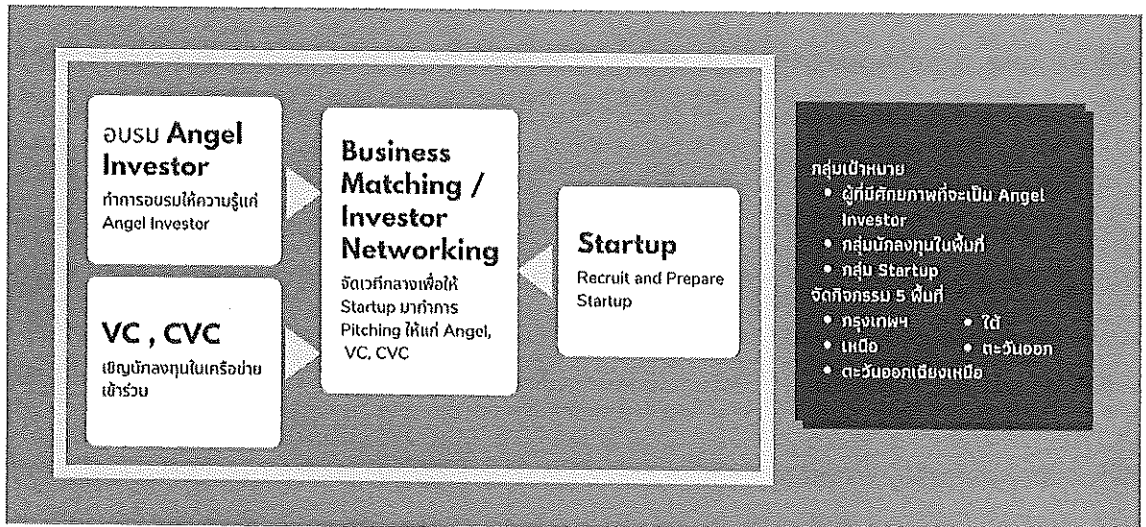 อบรม Angel
Investor
ทำการอบรมให้ความรู้แก่
Angel Investor
VC , CVC
เชิญนักลงทุนในเครือข่าย
เข้าร่วม
Business
Matching /
Investor
Networking
จัดเวทีกลางเพื่อให้
Startup มาทำการ
Pitching ให้แก่ Angel,
VC, CVC
Startup
Recruit and Prepare
Startup
กลุ่มเป้าหมาย
• ผู้ที่มีศักยภาพที่จะเป็น Angel
Investor
• กลุ่มนักลงทุนในพื้นที่
• กลุ่ม Startup
จัดกิจกรรม 5 พื้นที่
• กรุงเทพฯ • ใต้
• เหนือ • ตะวันออก
• ตะวันออกเฉียงเหนือ